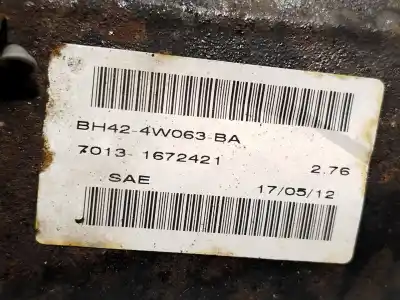 BH42-4W063-BA
7013- 1672421 2.76
SAE 17/05/12